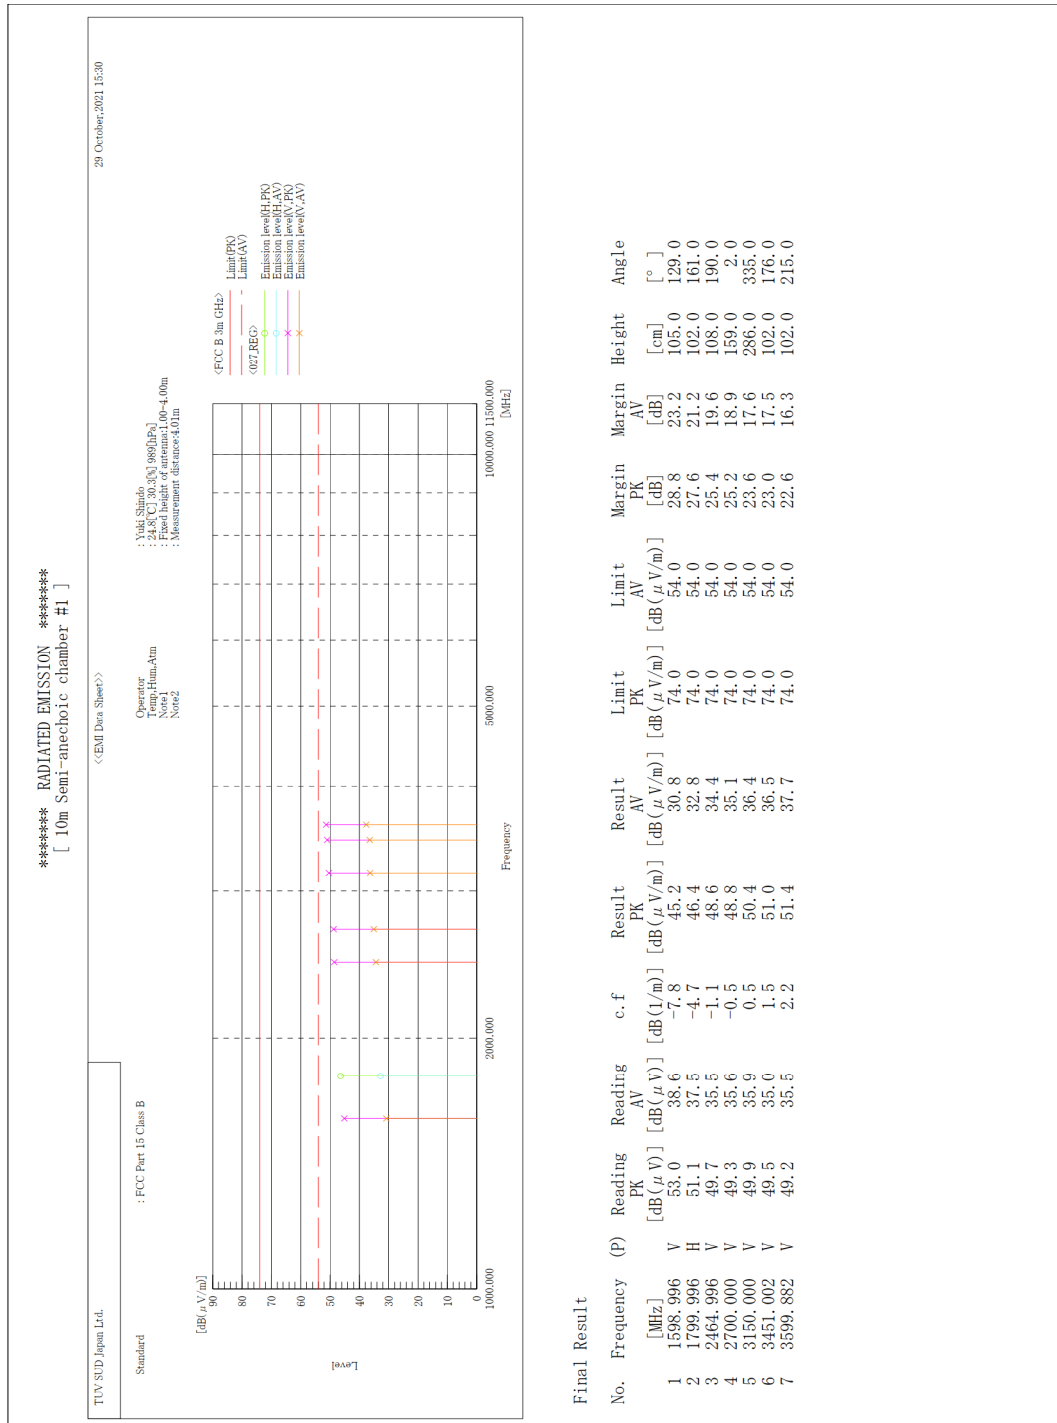 ******* RADIATED EMISSION *******
[ 10m Semi-anechoic chamber #1 ]
TUV SUD Japan Ltd.
<<EMI Data Sheet>>
29 October,2021 15:30
Standard : FCC Part 15 Class B
Operator : Yuki Shindo
Temp,Hum,Atm : 24.8[℃] 30.3[%] 989[hPa]
Note1 : Fixed height of antenna:1.00-4.00m
Note2 : Measurement distance:4.01m
[dB(μV/m)]
<FCC B 3m GHz>
Limit(PK)
Limit(AV)
<027_REG>
Emission level(H,PK)
Emission level(H,AV)
Emission level(V,PK)
Emission level(V,AV)
90
80
70
60
50
40
30
20
10
0
Level
1000.000 2000.000 5000.000 10000.000 11500.000
Frequency [MHz]
Final Result
No. Frequency (P) Reading Reading c.f Result Result Limit Limit Margin Margin Height Angle
PK AV PK AV PK AV PK AV
[MHz] [dB(μV)] [dB(μV)] [dB(1/m)] [dB(μV/m)] [dB(μV/m)] [dB(μV/m)] [dB(μV/m)] [dB] [dB] [cm] [°]
1 1598.996 V 53.0 38.6 -7.8 45.2 30.8 74.0 54.0 28.8 23.2 105.0 129.0
2 1799.996 H 51.1 37.5 -4.7 46.4 32.8 74.0 54.0 27.6 21.2 102.0 161.0
3 2464.996 V 49.7 35.5 -1.1 48.6 34.4 74.0 54.0 25.4 19.6 108.0 190.0
4 2700.000 V 49.3 35.6 -0.5 48.8 35.1 74.0 54.0 25.2 18.9 159.0 2.0
5 3150.000 V 49.9 35.9 0.5 50.4 36.4 74.0 54.0 23.6 17.6 286.0 335.0
6 3451.002 V 49.5 35.0 1.5 51.0 36.5 74.0 54.0 23.0 17.5 102.0 176.0
7 3599.882 V 49.2 35.5 2.2 51.4 37.7 74.0 54.0 22.6 16.3 102.0 215.0